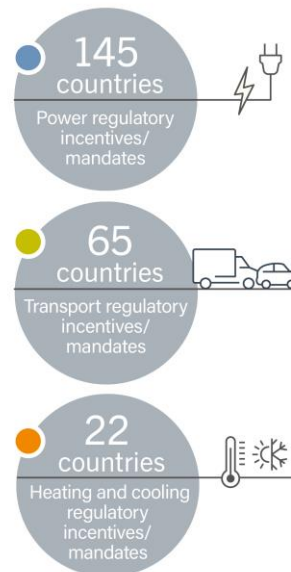 145
countries
Power regulatory
incentives/
mandates
65
countries
Transport regulatory
incentives/
mandates
22
countries
Heating and cooling
regulatory
incentives/
mandates